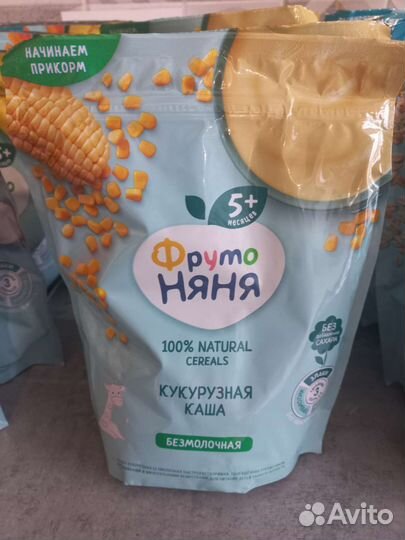 НАЧИНАЕМ
ПРИКОРМ
5+
месяцев
Фруто
НЯНЯ
100% NATURAL
CEREALS
КУКУРУЗНАЯ
КАША
БЕЗМОЛОЧНАЯ
БЕЗ
САХАРА
Avito